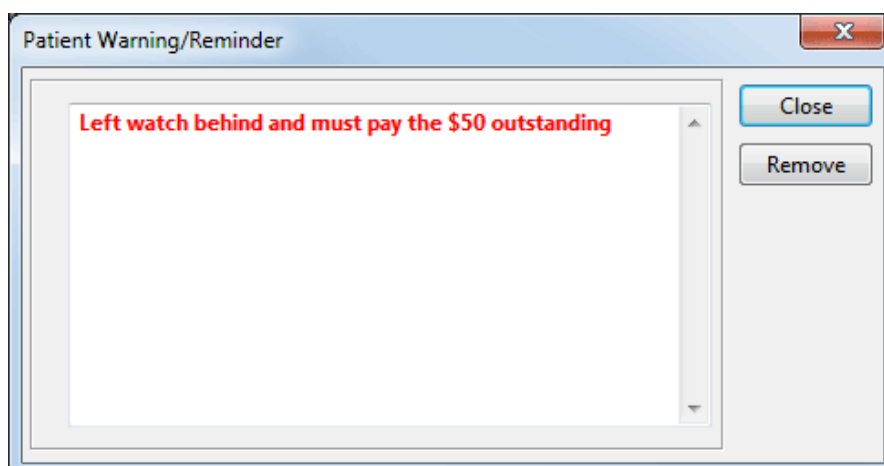 Patient Warning/Reminder
Left watch behind and must pay the $50 outstanding
Close
Remove